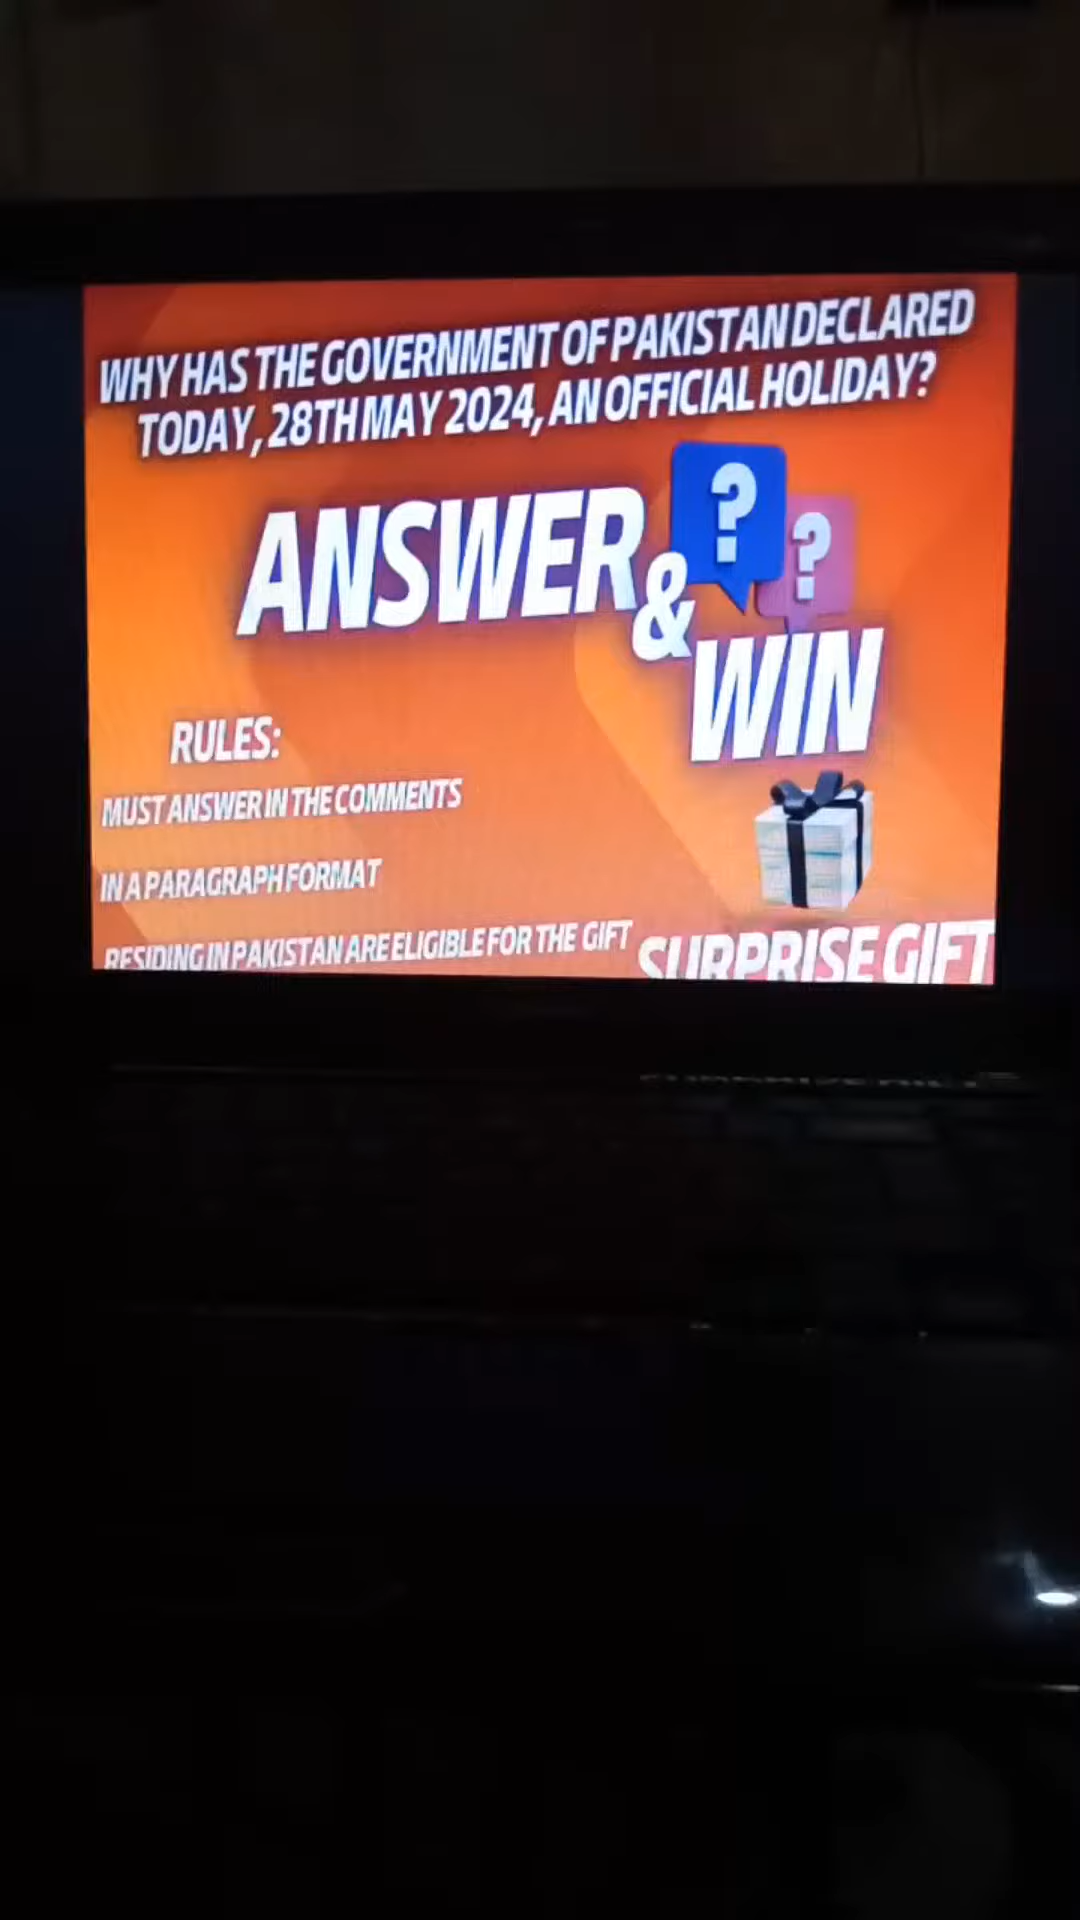 WHY HAS THE GOVERNMENT OF PAKISTAN DECLARED
TODAY, 28TH MAY 2024, AN OFFICIAL HOLIDAY?
? ?
ANSWER
&
WIN
RULES:
MUST ANSWER IN THE COMMENTS
IN A PARAGRAPH FORMAT
RESIDING IN PAKISTAN ARE ELIGIBLE FOR THE GIFT
SURPRISE GIFT